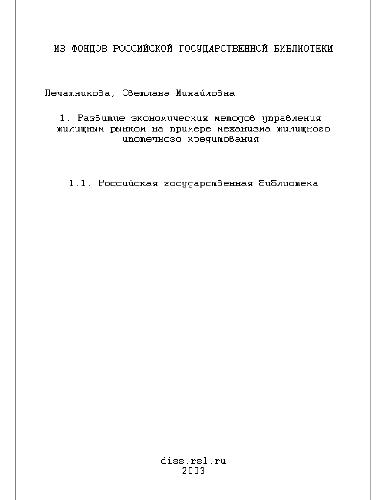 ИЗ ФОНДОВ РОССИЙСКОЙ ГОСУДАРСТВЕННОЙ БИБЛИОТЕКИ
Печатникова, Светлана Михайловна
1. Развитие экономических методов управления
жилищным рынком на примере механизма жилищного
ипотечного кредитования
1.1. Российская государственная библиотека
diss.rsl.ru
2003